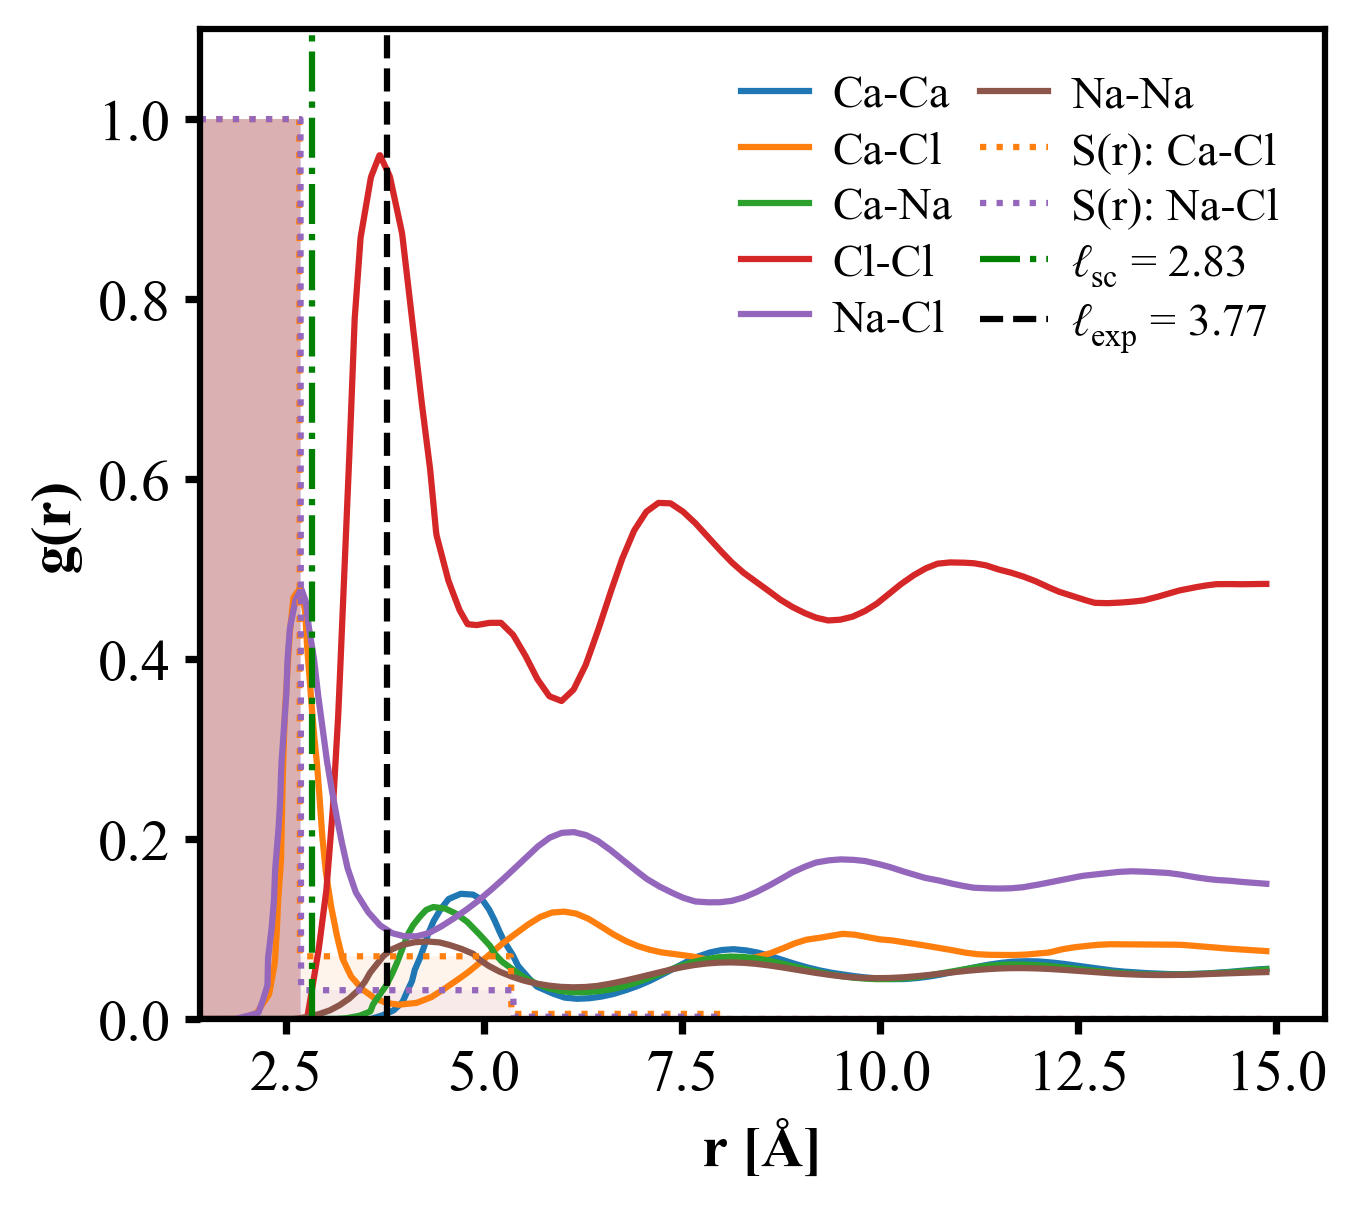 Ca-Ca
Ca-Cl
Ca-Na
Cl-Cl
Na-Cl
Na-Na
S(r): Ca-Cl
S(r): Na-Cl
ℓsc = 2.83
ℓexp = 3.77
g(r)
1.0
0.8
0.6
0.4
0.2
0.0
2.5 5.0 7.5 10.0 12.5 15.0
r [Å]